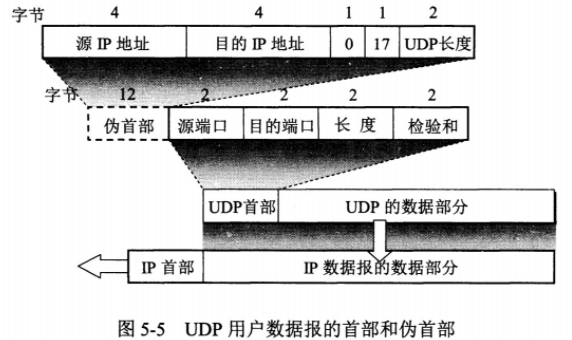 字节 4 4 1 1 2
源 IP 地址 目的 IP 地址 0 17 UDP长度
字节 12 2 2 2 2
伪首部 源端口 目的端口 长 度 检验和
UDP首部 UDP 的数据部分
IP 首部 IP 数据报的数据部分
图 5-5 UDP 用户数据报的首部和伪首部